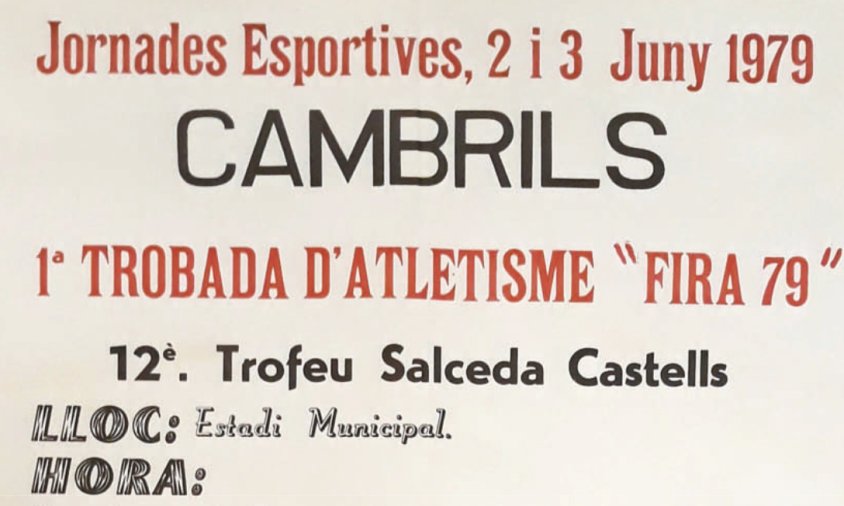 Jornades Esportives, 2 i 3 Juny 1979
CAMBRILS
1ª TROBADA D'ATLETISME "FIRA 79"
12è. Trofeu Salceda Castells
LLOC: Estadi Municipal.
HORA: